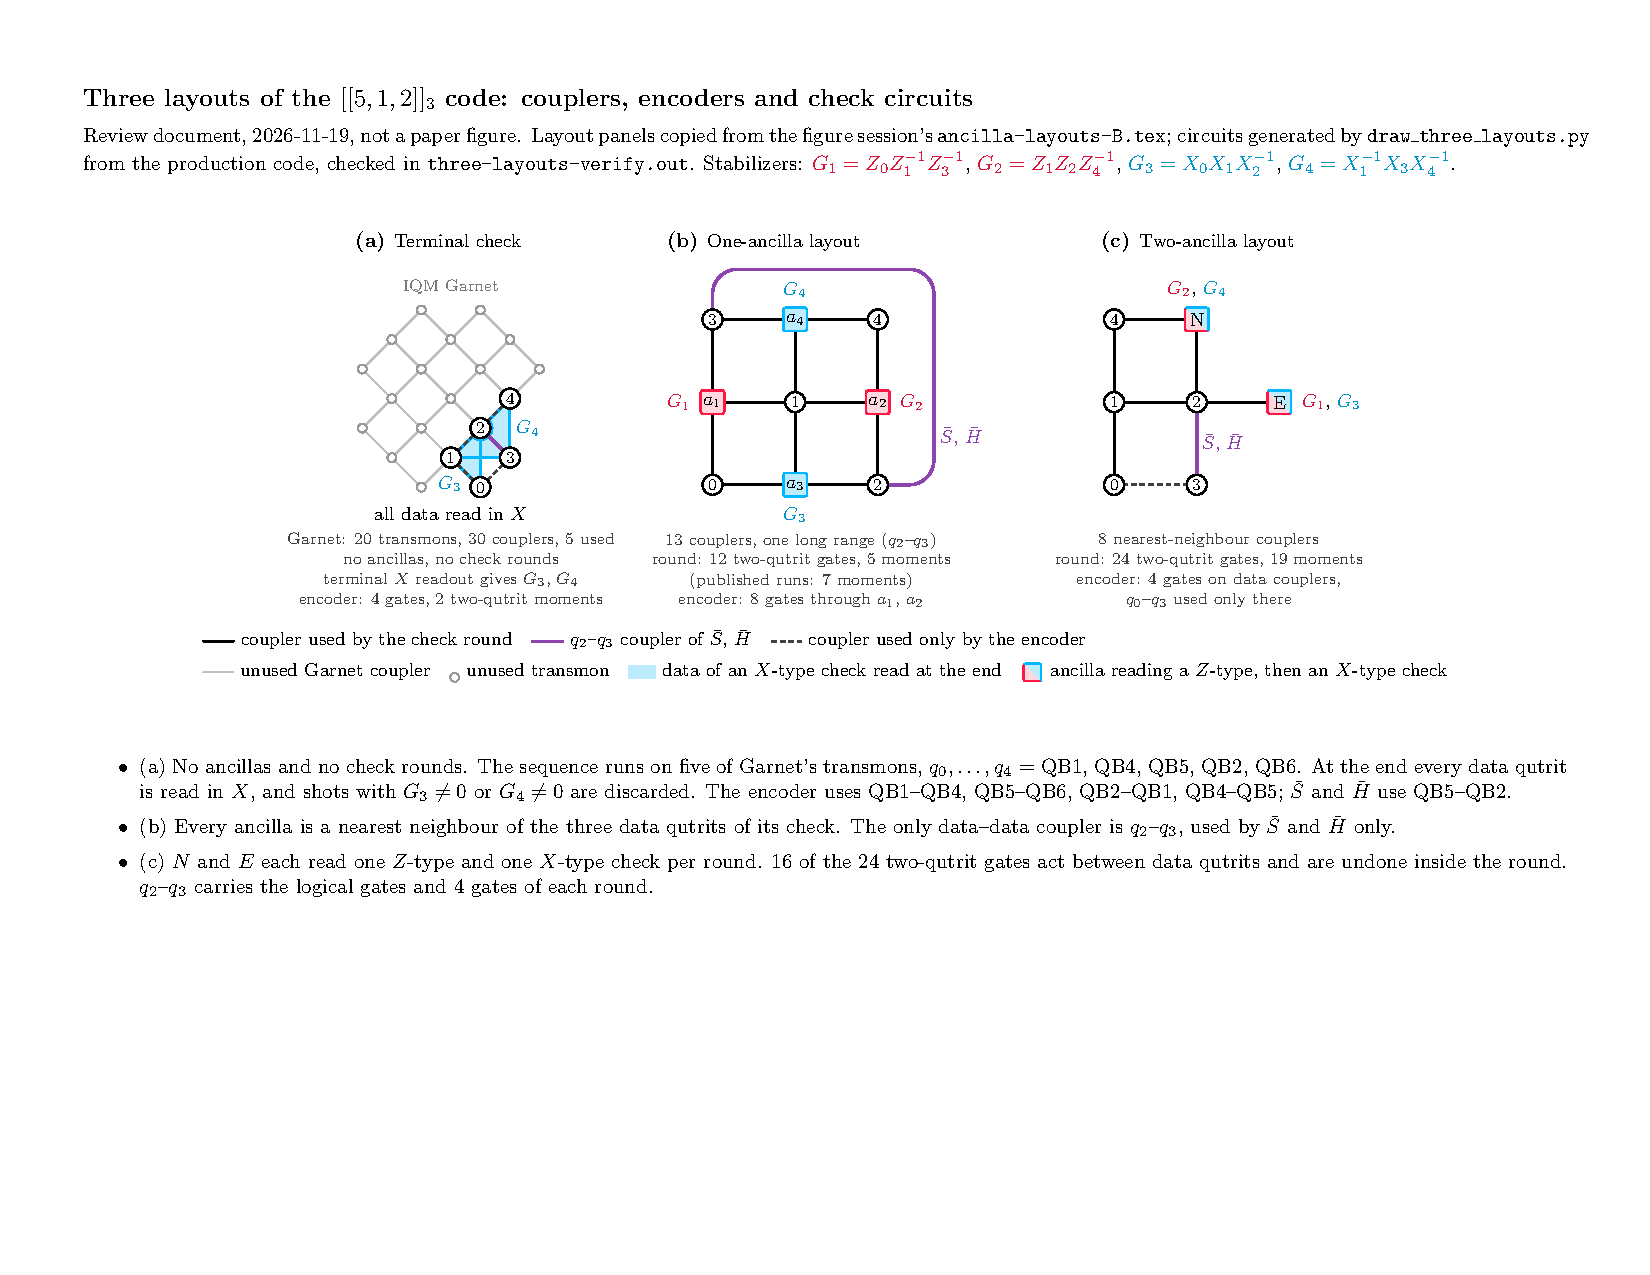 Three layouts of the [[5, 1, 2]]₃ code: couplers, encoders and check circuits
Review document, 2026-11-19, not a paper figure. Layout panels copied from the figure session's ancilla-layouts-B.tex; circuits generated by draw_three_layouts.py
from the production code, checked in three-layouts-verify.out. Stabilizers: G₁ = Z₀Z₁⁻¹Z₃⁻¹, G₂ = Z₁Z₂Z₄⁻¹, G₃ = X₀X₁X₂⁻¹, G₄ = X₁⁻¹X₃X₄⁻¹.
(a) Terminal check
IQM Garnet
4
2
G₄
1
3
G₃
0
all data read in X
Garnet: 20 transmons, 30 couplers, 5 used
no ancillas, no check rounds
terminal X readout gives G₃, G₄
encoder: 4 gates, 2 two-qutrit moments
(b) One-ancilla layout
G₄
3 a₄ 4
G₁ a₁ 1 a₂ G₂
S̄, H̄
0 a₃ 2
G₃
13 couplers, one long range (q₂–q₃)
round: 12 two-qutrit gates, 5 moments
(published runs: 7 moments)
encoder: 8 gates through a₁, a₂
(c) Two-ancilla layout
G₂, G₄
4 N
1 2 E G₁, G₃
S̄, H̄
0 3
8 nearest-neighbour couplers
round: 24 two-qutrit gates, 19 moments
encoder: 4 gates on data couplers,
q₀–q₃ used only there
coupler used by the check round q₂–q₃ coupler of S̄, H̄ coupler used only by the encoder
unused Garnet coupler unused transmon data of an X-type check read at the end ancilla reading a Z-type, then an X-type check
• (a) No ancillas and no check rounds. The sequence runs on five of Garnet's transmons, q₀, . . . , q₄ = QB1, QB4, QB5, QB2, QB6. At the end every data qutrit
is read in X, and shots with G₃ ≠ 0 or G₄ ≠ 0 are discarded. The encoder uses QB1–QB4, QB5–QB6, QB2–QB1, QB4–QB5; S̄ and H̄ use QB5–QB2.
• (b) Every ancilla is a nearest neighbour of the three data qutrits of its check. The only data–data coupler is q₂–q₃, used by S̄ and H̄ only.
• (c) N and E each read one Z-type and one X-type check per round. 16 of the 24 two-qutrit gates act between data qutrits and are undone inside the round.
q₂–q₃ carries the logical gates and 4 gates of each round.